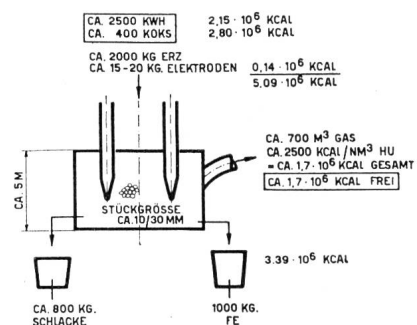 CA. 2500 KWH 2,15·10⁶ KCAL
CA. 400 KOKS 2,80·10⁶ KCAL
CA. 2000 KG ERZ
CA. 15-20 KG. ELEKTRODEN 0,14·10⁶ KCAL
5,09·10⁶ KCAL
CA. 700 M³ GAS
CA. 2500 KCAL/NM³ HU
= CA. 1,7·10⁶ KCAL GESAMT
CA. 1,7·10⁶ KCAL FREI
CA. 5 M
STÜCKGRÖSSE
CA. 10/30 MM
3.39·10⁶ KCAL
CA. 800 KG.
SCHLACKE
1000 KG.
FE